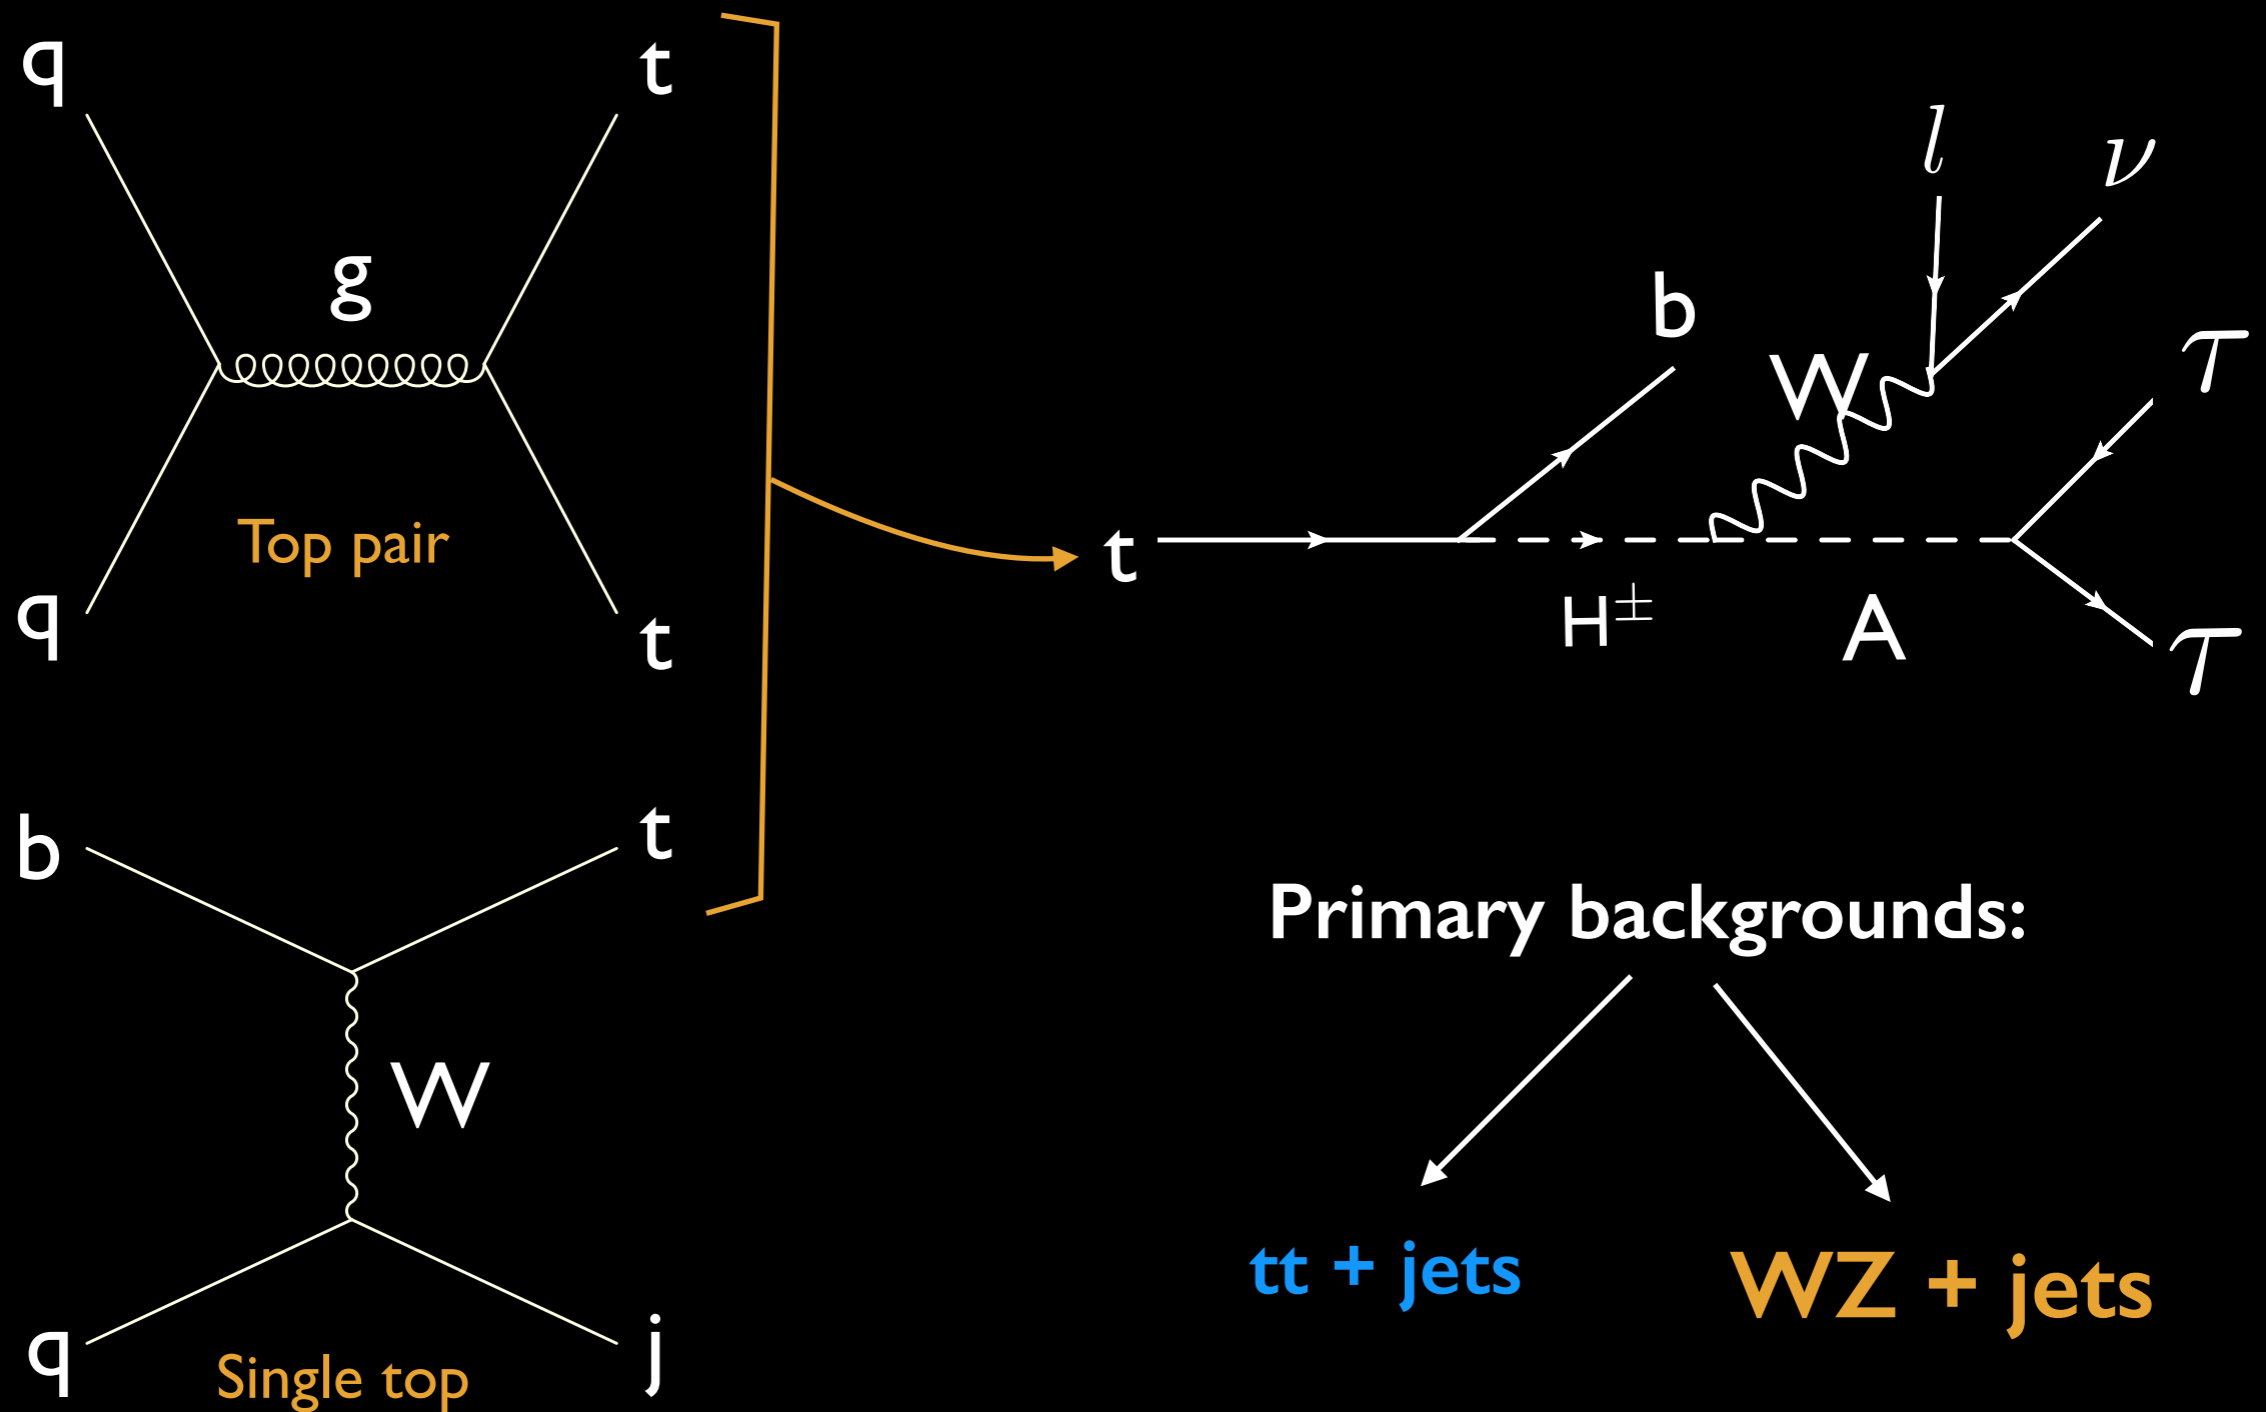 q
t
g
Top pair
q
t
b
t
W
Single top
q
j
t
b
H±
W
A
l
ν
τ
τ
Primary backgrounds:
tt + jets
WZ + jets